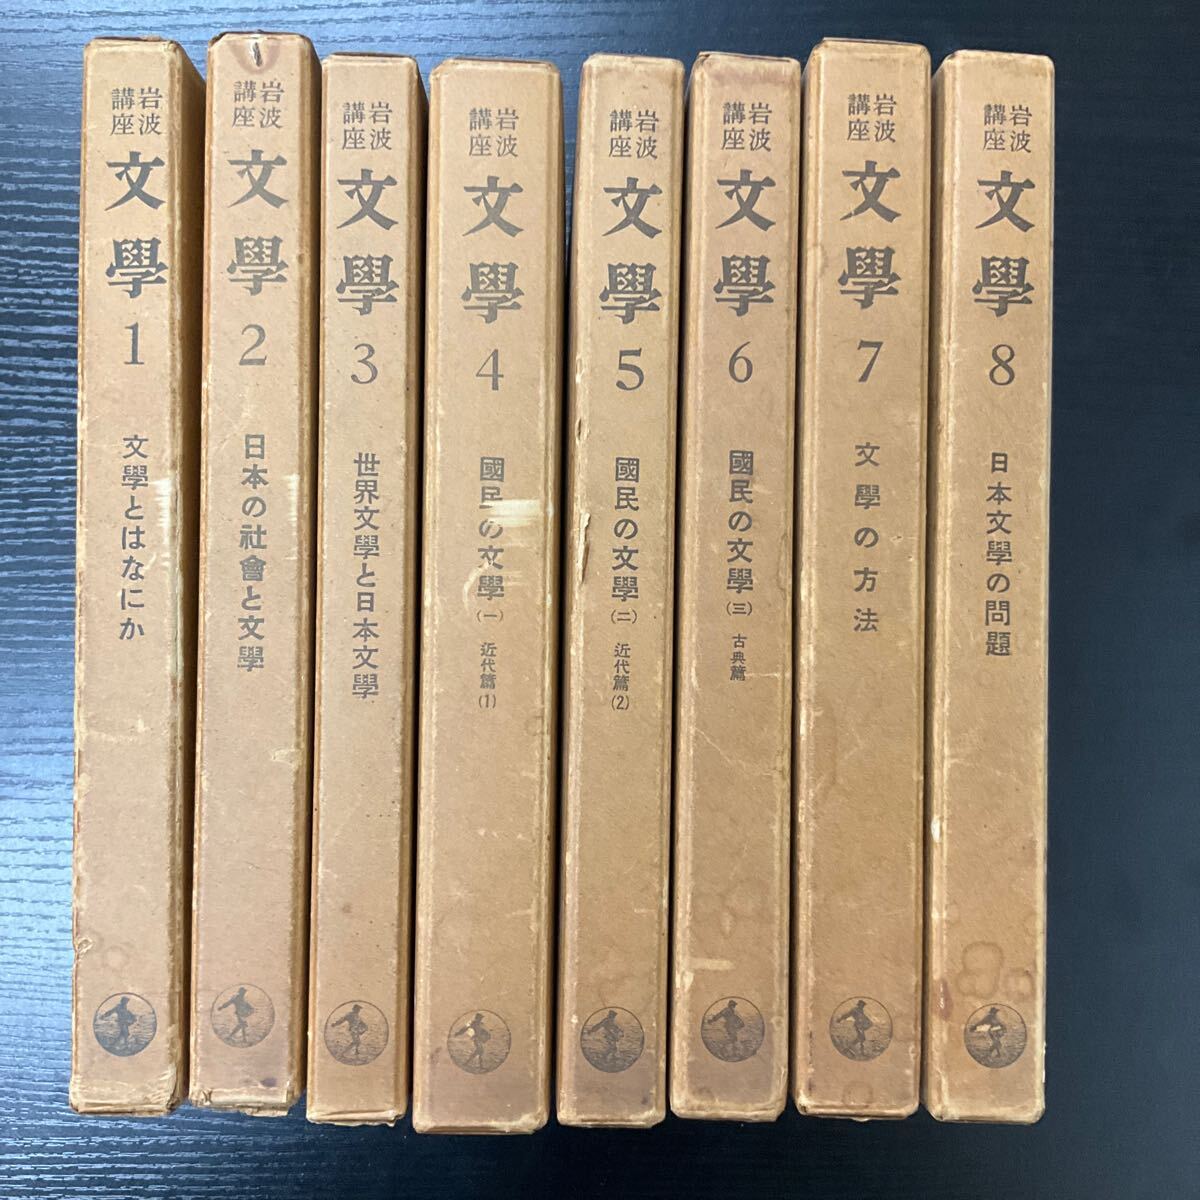 岩波
講座
文學
1
文學とはなにか
岩波
講座
文學
2
日本の社會と文學
岩波
講座
文學
3
世界文學と日本文學
岩波
講座
文學
4
國民の文學(一)
近代篇(1)
岩波
講座
文學
5
國民の文學(二)
近代篇(2)
岩波
講座
文學
6
國民の文學(三)
古典篇
岩波
講座
文學
7
文學の方法
岩波
講座
文學
8
日本文學の問題